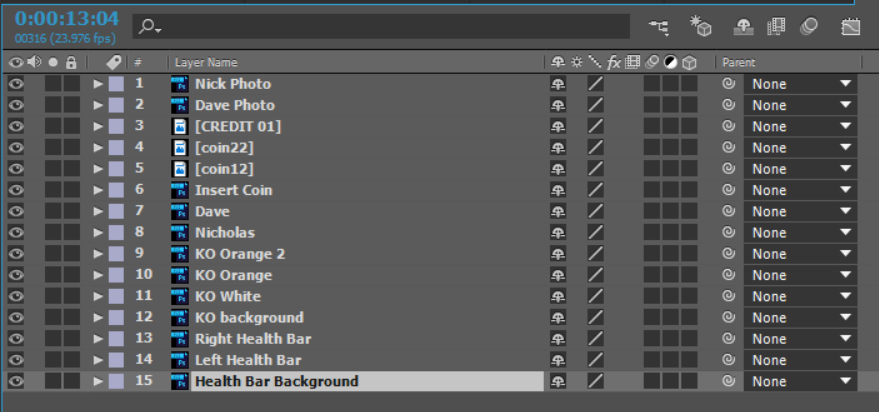 0:00:13:04
00316 (23.976 fps)
# Layer Name fx Parent
1 Nick Photo None
2 Dave Photo None
3 [CREDIT 01] None
4 [coin22] None
5 [coin12] None
6 Insert Coin None
7 Dave None
8 Nicholas None
9 KO Orange 2 None
10 KO Orange None
11 KO White None
12 KO background None
13 Right Health Bar None
14 Left Health Bar None
15 Health Bar Background None